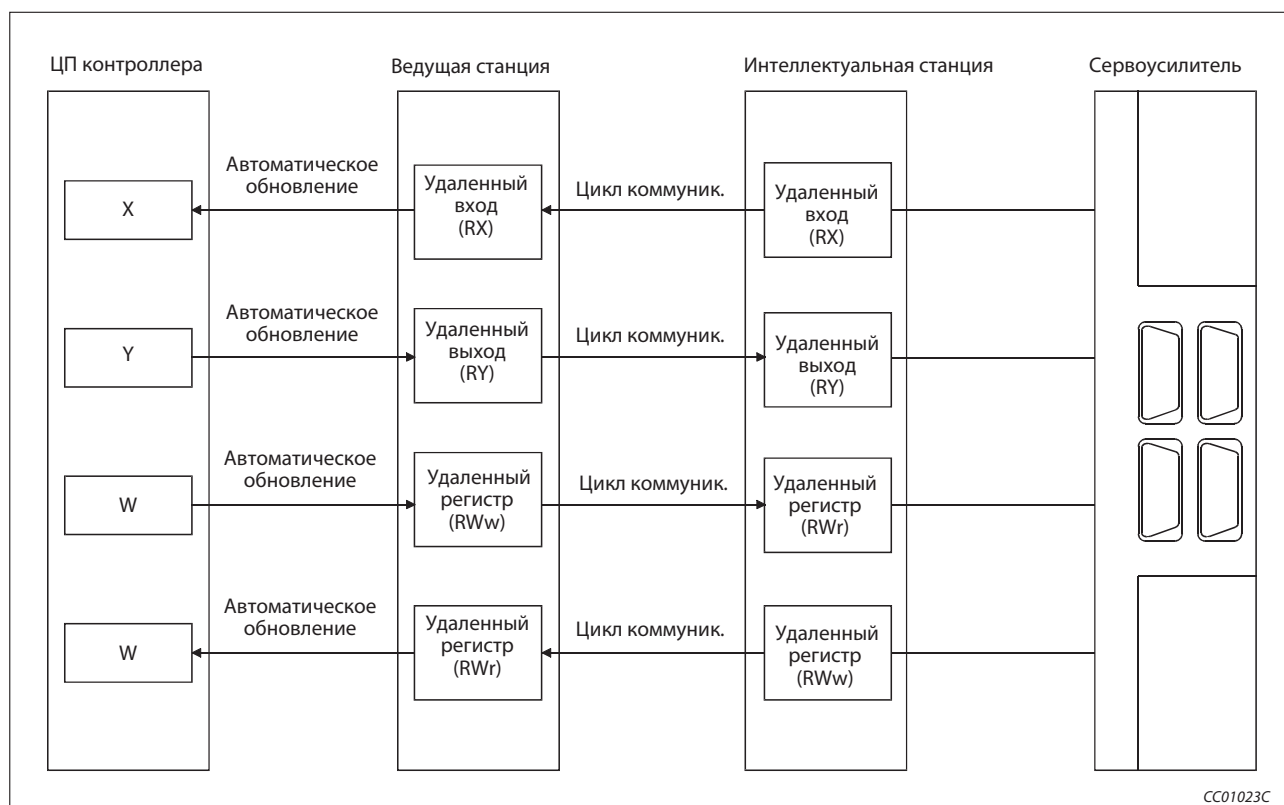 ЦП контроллера
Ведущая станция
Интеллектуальная станция
Сервоусилитель
Автоматическое
обновление
X
Удаленный
вход
(RX)
Цикл коммуник.
Удаленный
вход
(RX)
Автоматическое
обновление
Y
Удаленный
выход
(RY)
Цикл коммуник.
Удаленный
выход
(RY)
Автоматическое
обновление
W
Удаленный
регистр
(RWw)
Цикл коммуник.
Удаленный
регистр
(RWr)
Автоматическое
обновление
W
Удаленный
регистр
(RWr)
Цикл коммуник.
Удаленный
регистр
(RWw)
CC01023C